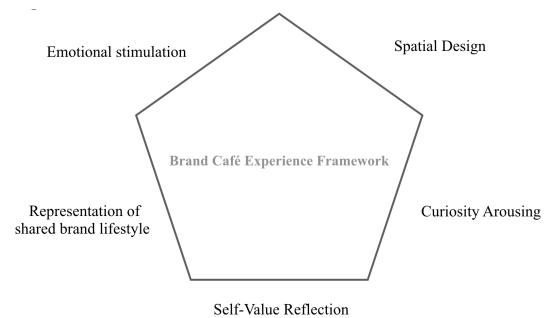 Emotional stimulation
Spatial Design
Brand Café Experience Framework
Representation of
shared brand lifestyle
Curiosity Arousing
Self-Value Reflection